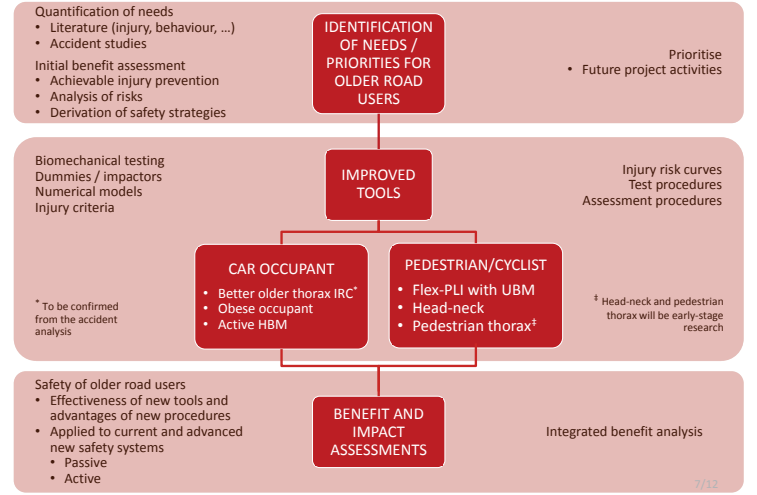 Quantification of needs
• Literature (injury, behaviour, …)
• Accident studies
Initial benefit assessment
• Achievable injury prevention
• Analysis of risks
• Derivation of safety strategies
IDENTIFICATION
OF NEEDS /
PRIORITIES FOR
OLDER ROAD
USERS
Prioritise
• Future project activities
Biomechanical testing
Dummies / impactors
Numerical models
Injury criteria
IMPROVED
TOOLS
Injury risk curves
Test procedures
Assessment procedures
CAR OCCUPANT
• Better older thorax IRC*
• Obese occupant
• Active HBM
PEDESTRIAN/CYCLIST
• Flex-PLI with UBM
• Head-neck
• Pedestrian thorax‡
* To be confirmed
from the accident
analysis
‡ Head-neck and pedestrian
thorax will be early-stage
research
Safety of older road users
• Effectiveness of new tools and
advantages of new procedures
• Applied to current and advanced
new safety systems
• Passive
• Active
BENEFIT AND
IMPACT
ASSESSMENTS
Integrated benefit analysis
7/12